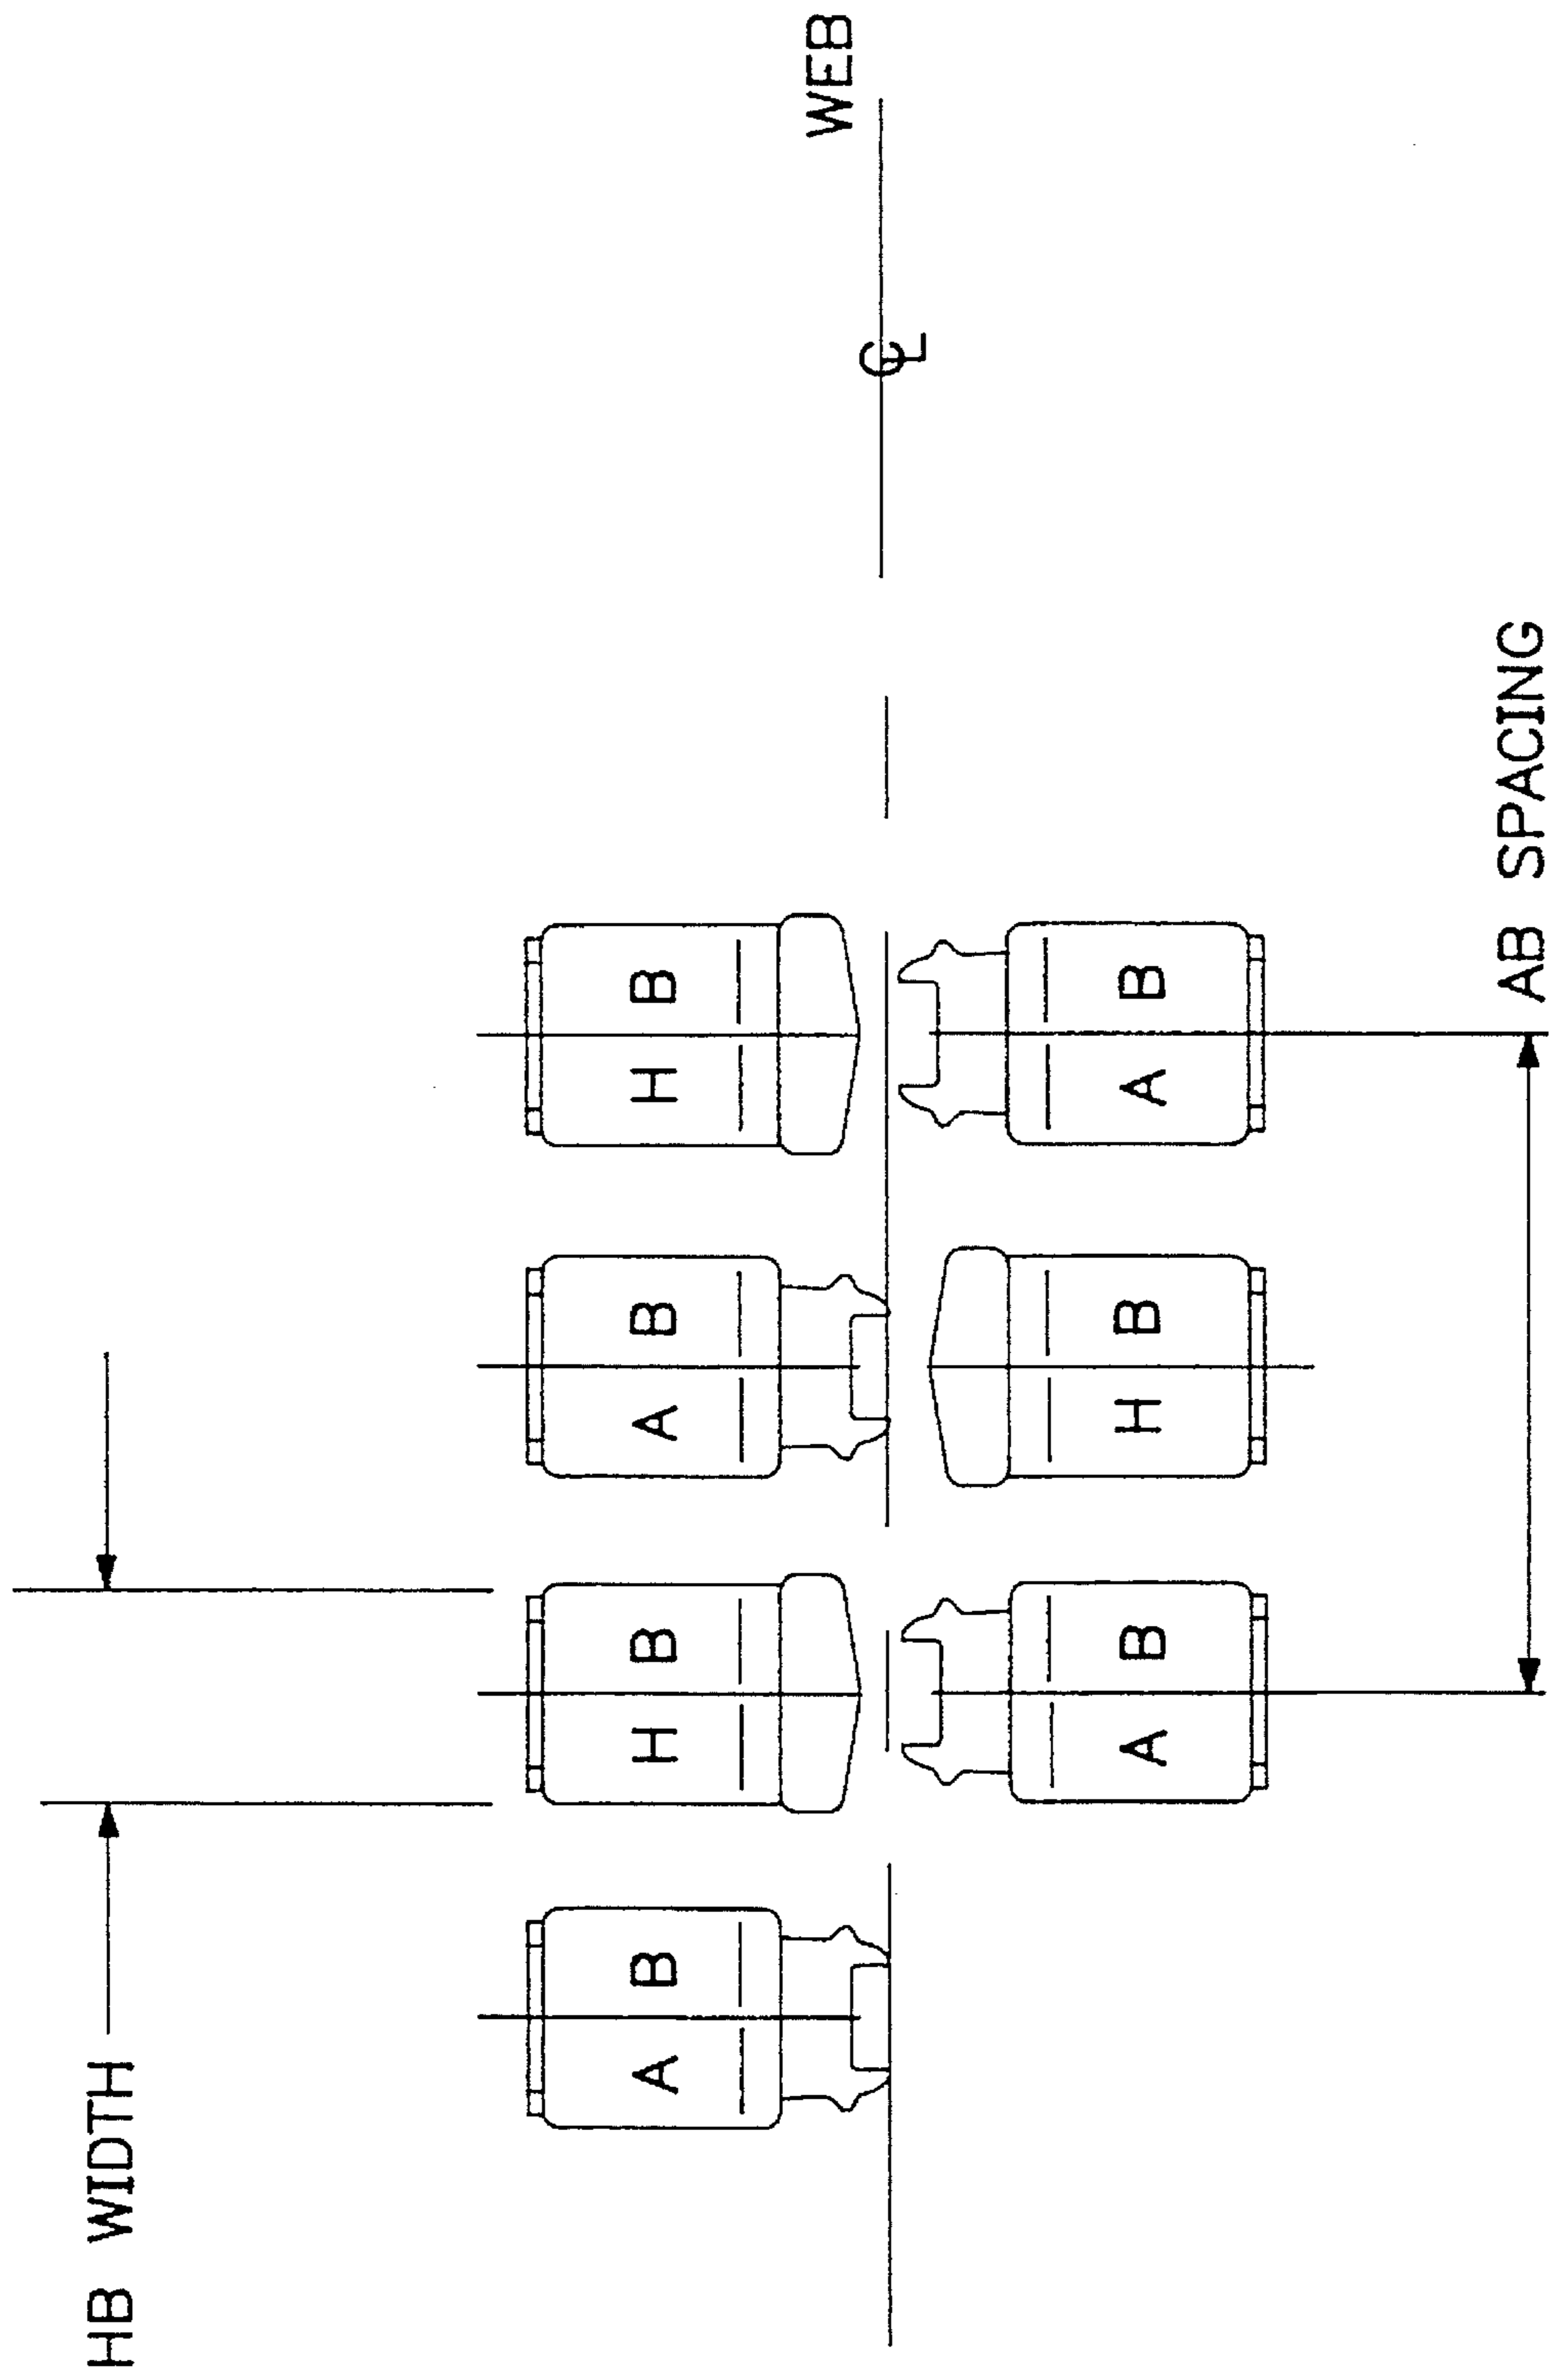 HB WIDTH
A B H B A B H B
WEB
℄
A B H B A B
AB SPACING